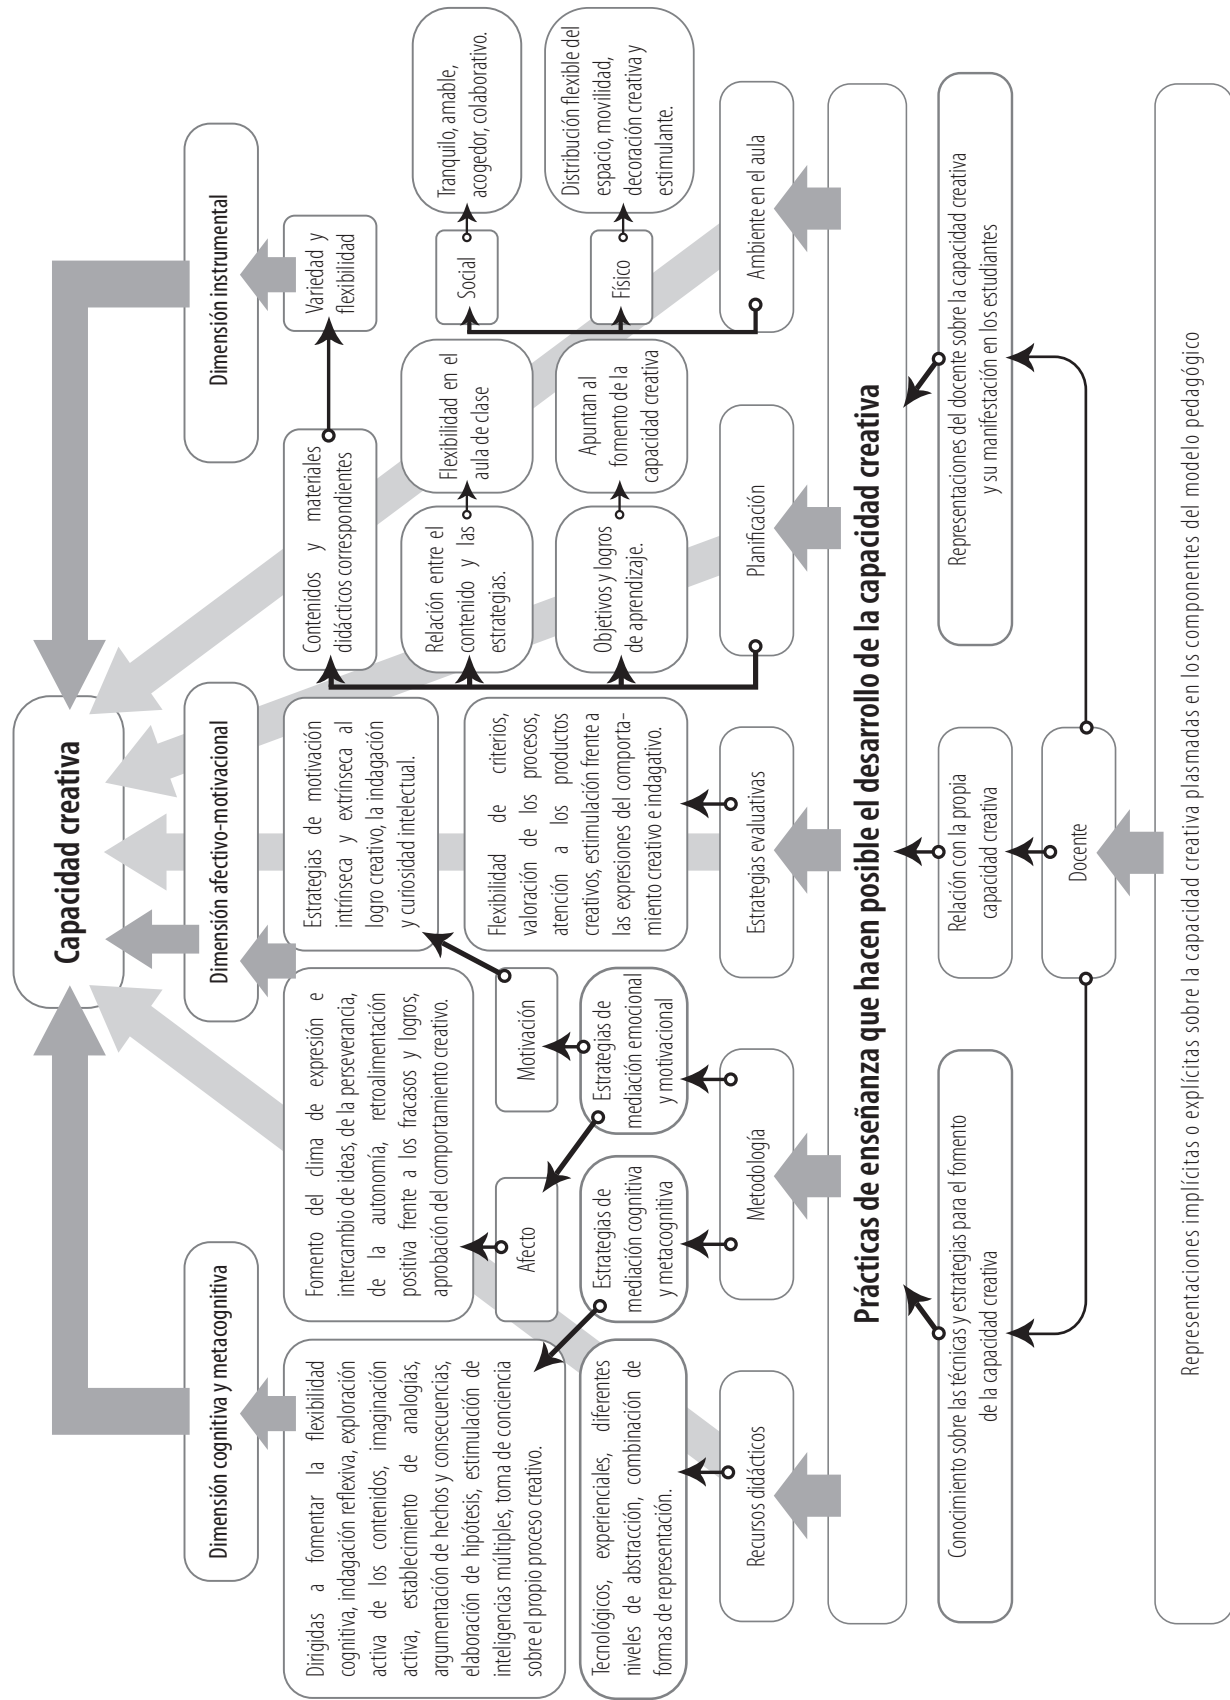 Capacidad creativa
Dimensión cognitiva y metacognitiva
Dimensión afectivo-motivacional
Dimensión instrumental
Dirigidas a fomentar la flexibilidad
cognitiva, indagación reflexiva, exploración
activa de los contenidos, imaginación
activa, establecimiento de analogías,
argumentación de hechos y consecuencias,
elaboración de hipótesis, estimulación de
inteligencias múltiples, toma de conciencia
sobre el propio proceso creativo.
Fomento del clima de expresión e
intercambio de ideas, de la perseverancia,
de la autonomía, retroalimentación
positiva frente a los fracasos y logros,
aprobación del comportamiento creativo.
Estrategias de motivación
intrínseca y extrínseca al
logro creativo, la indagación
y curiosidad intelectual.
Contenidos y materiales
didácticos correspondientes
Variedad y
flexibilidad
Relación entre el
contenido y las
estrategias.
Flexibilidad en el
aula de clase
Social
Tranquilo, amable,
acogedor, colaborativo.
Afecto
Motivación
Flexibilidad de criterios,
valoración de los procesos,
atención a los productos
creativos, estimulación frente a
las expresiones del comporta-
miento creativo e indagativo.
Tecnológicos, experienciales, diferentes
niveles de abstracción, combinación de
formas de representación.
Estrategias de
mediación cognitiva
y metacognitiva
Estrategias de
mediación emocional
y motivacional
Objetivos y logros
de aprendizaje.
Apuntan al
fomento de la
capacidad creativa
Físico
Distribución flexible del
espacio, movilidad,
decoración creativa y
estimulante.
Recursos didácticos
Metodología
Estrategias evaluativas
Planificación
Ambiente en el aula
Prácticas de enseñanza que hacen posible el desarrollo de la capacidad creativa
Conocimiento sobre las técnicas y estrategias para el fomento
de la capacidad creativa
Relación con la propia
capacidad creativa
Representaciones del docente sobre la capacidad creativa
y su manifestación en los estudiantes
Docente
Representaciones implícitas o explícitas sobre la capacidad creativa plasmadas en los componentes del modelo pedagógico